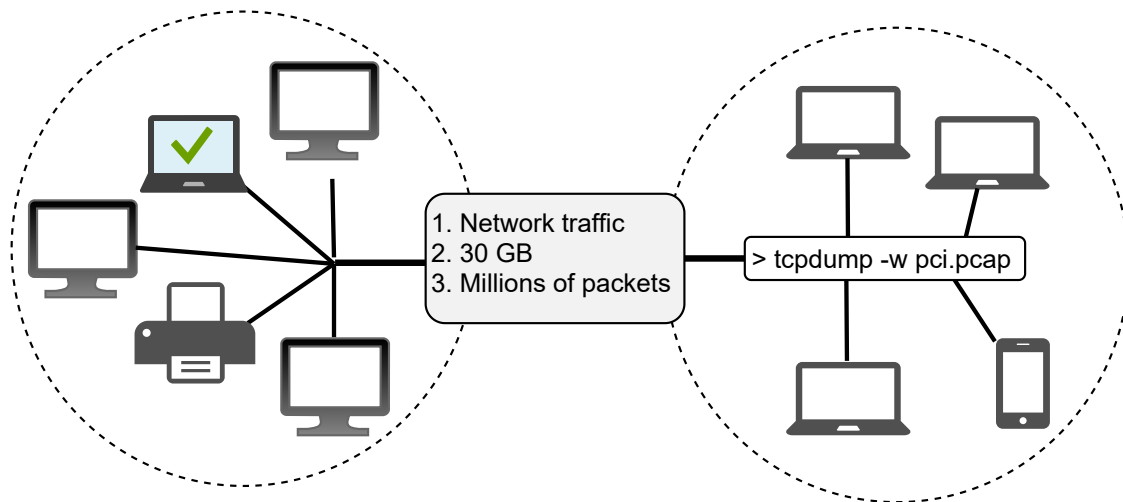 1. Network traffic
2. 30 GB
3. Millions of packets
> tcpdump -w pci.pcap